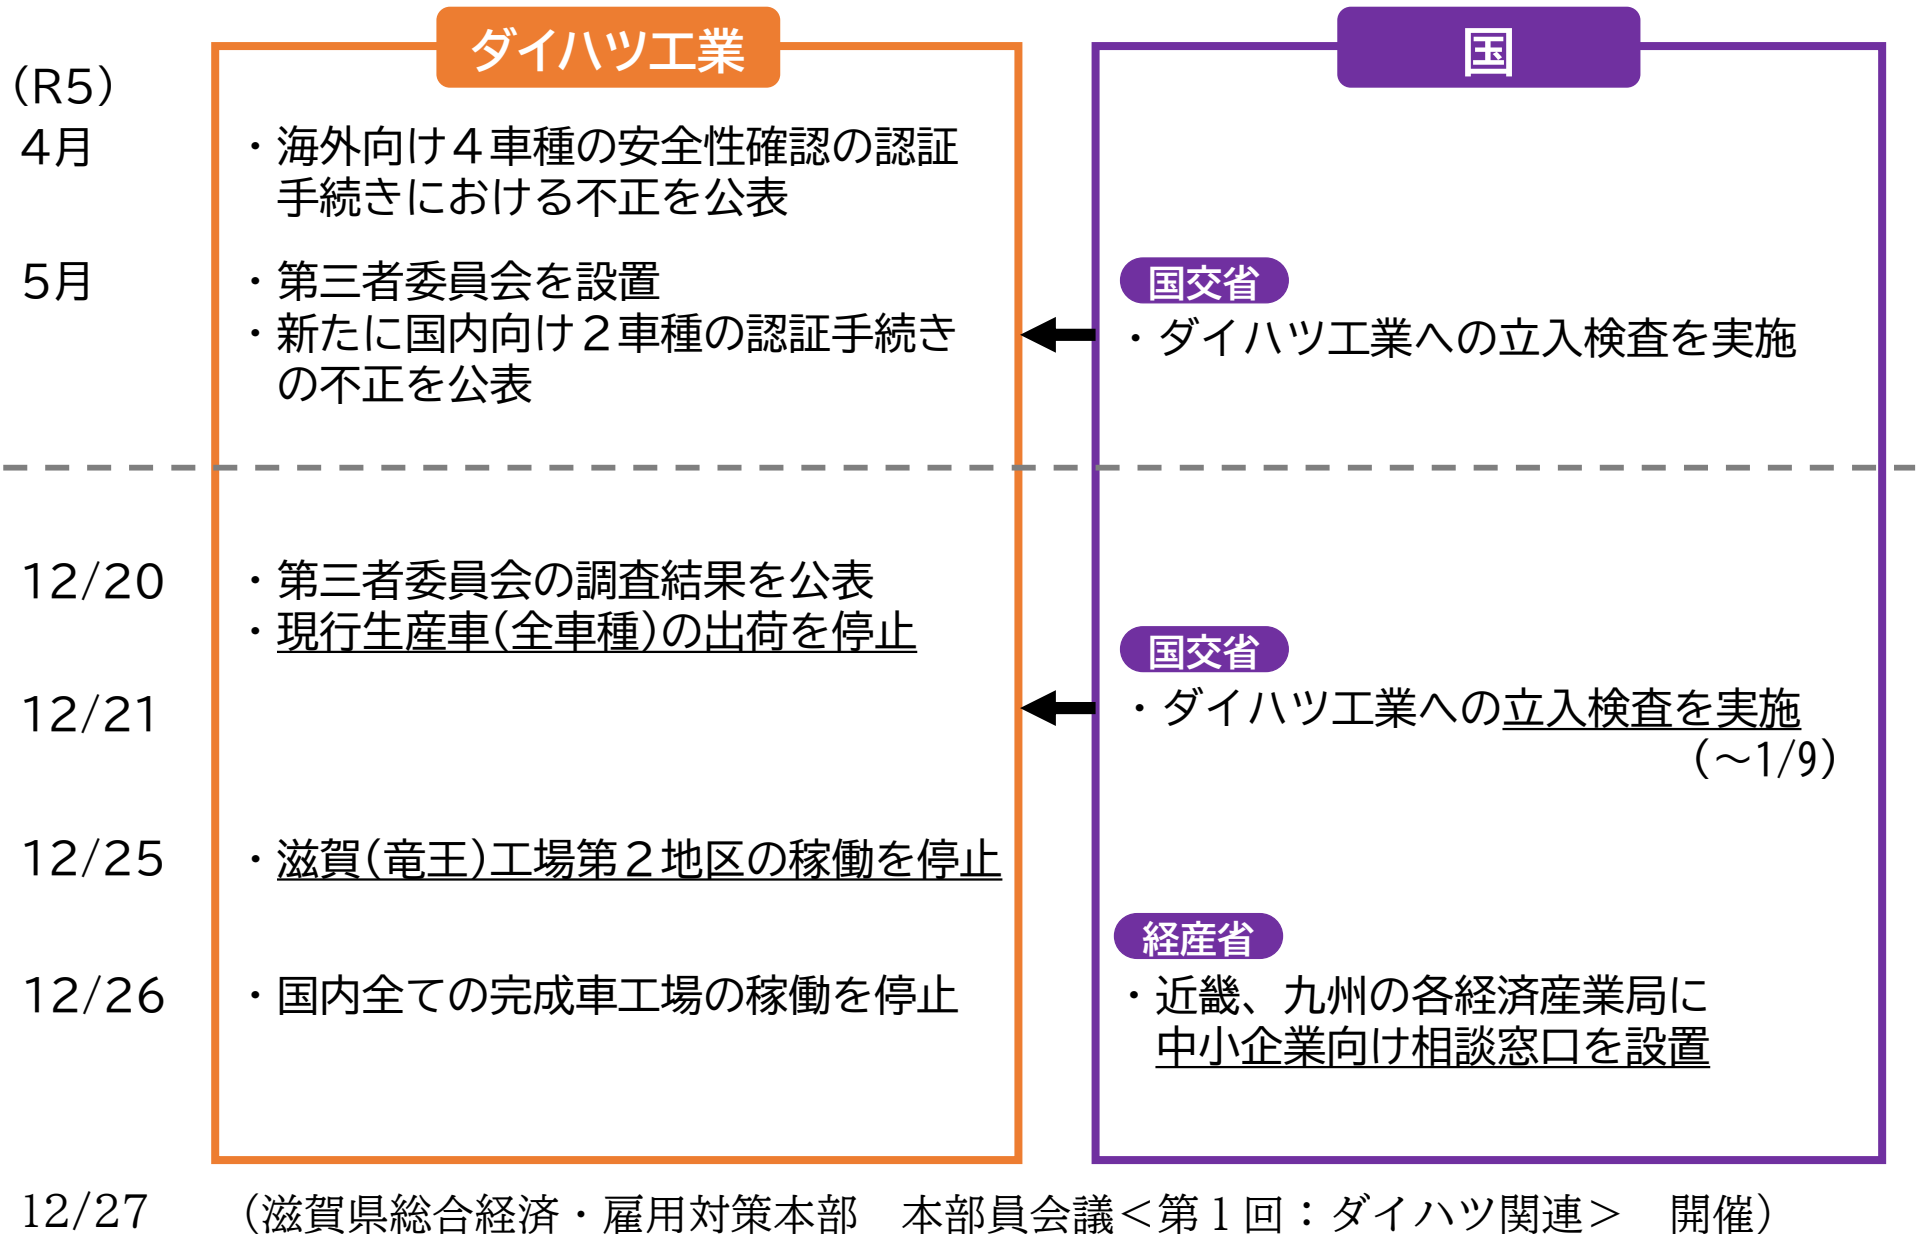 ダイハツ工業
国
（R5）
4月
・海外向け４車種の安全性確認の認証
手続きにおける不正を公表
5月
・第三者委員会を設置
・新たに国内向け２車種の認証手続き
の不正を公表
国交省
・ダイハツ工業への立入検査を実施
12/20
・第三者委員会の調査結果を公表
・現行生産車(全車種)の出荷を停止
12/21
国交省
・ダイハツ工業への立入検査を実施
（～1/9）
12/25
・滋賀(竜王)工場第２地区の稼働を停止
12/26
・国内全ての完成車工場の稼働を停止
経産省
・近畿、九州の各経済産業局に
中小企業向け相談窓口を設置
12/27
（滋賀県総合経済・雇用対策本部　本部員会議＜第１回：ダイハツ関連＞　開催）